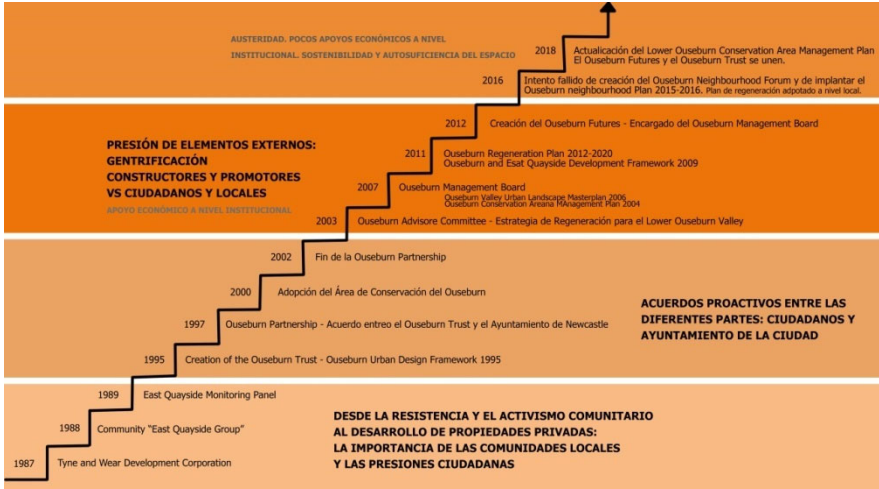 AUSTERIDAD. POCOS APOYOS ECONÓMICOS A NIVEL
INSTITUCIONAL. SOSTENIBILIDAD Y AUTOSUFICIENCIA DEL ESPACIO
2018 Actualicación del Lower Ouseburn Conservation Area Management Plan
El Ouseburn Futures y el Ouseburn Trust se unen.
2016 Intento fallido de creación del Ouseburn Neighbourhood Forum y de implantar el
Ouseburn neighbourhood Plan 2015-2016. Plan de regeneración adpotado a nivel local.
2012 Creación del Ouseburn Futures - Encargado del Ouseburn Management Board
PRESIÓN DE ELEMENTOS EXTERNOS:
GENTRIFICACIÓN
CONSTRUCTORES Y PROMOTORES
VS CIUDADANOS Y LOCALES
APOYO ECONÓMICO A NIVEL INSTITUCIONAL
2011 Ouseburn Regeneration Plan 2012-2020
Ouseburn and Esat Quayside Development Framework 2009
2007 Ouseburn Management Board
Ouseburn Valley Urban Landscape Masterplan 2006
Ouseburn Conservation Areana MAnagement Plan 2004
2003 Ouseburn Advisore Committee - Estrategia de Regeneración para el Lower Ouseburn Valley
2002 Fin de la Ouseburn Partnership
2000 Adopción del Área de Conservación del Ouseburn
1997 Ouseburn Partnership - Acuerdo entreo el Ouseburn Trust y el Ayuntamiento de Newcastle
1995 Creation of the Ouseburn Trust - Ouseburn Urban Design Framework 1995
ACUERDOS PROACTIVOS ENTRE LAS
DIFERENTES PARTES: CIUDADANOS Y
AYUNTAMIENTO DE LA CIUDAD
1989 East Quayside Monitoring Panel
1988 Community "East Quayside Group"
1987 Tyne and Wear Development Corporation
DESDE LA RESISTENCIA Y EL ACTIVISMO COMUNITARIO
AL DESARROLLO DE PROPIEDADES PRIVADAS:
LA IMPORTANCIA DE LAS COMUNIDADES LOCALES
Y LAS PRESIONES CIUDADANAS